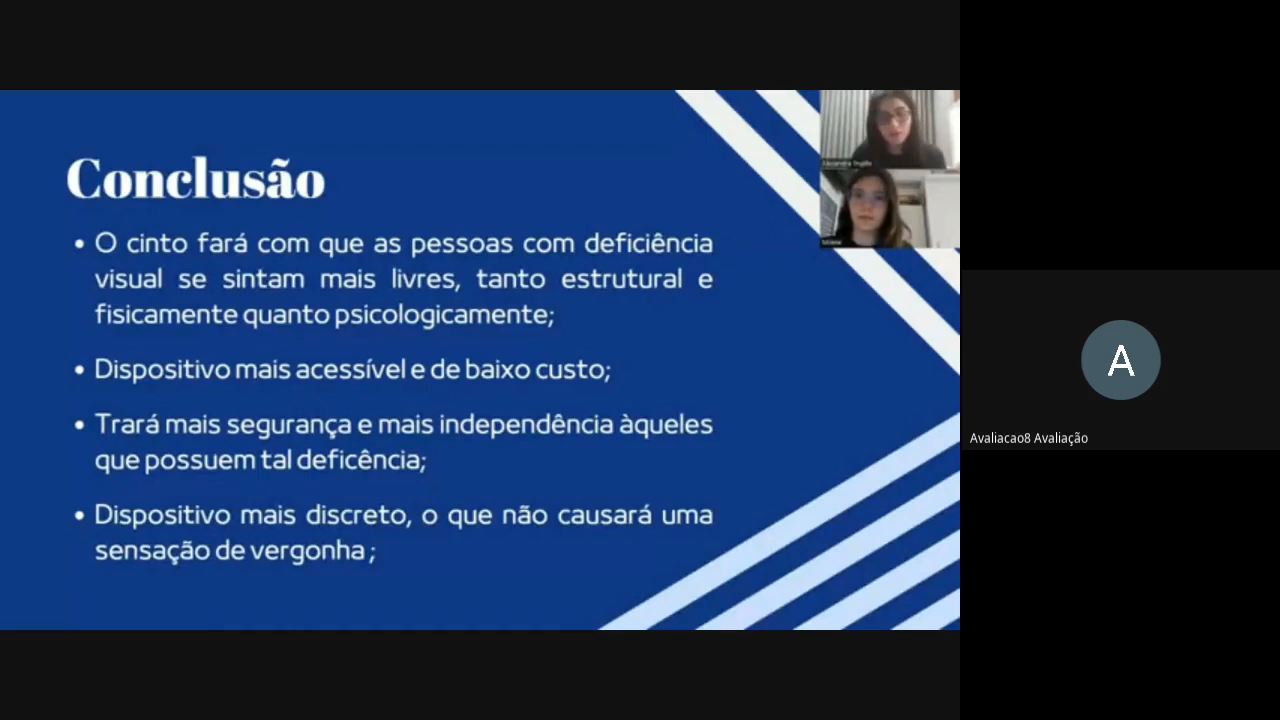 Conclusão
• O cinto fará com que as pessoas com deficiência
visual se sintam mais livres, tanto estrutural e
fisicamente quanto psicologicamente;
• Dispositivo mais acessível e de baixo custo;
• Trará mais segurança e mais independência àqueles
que possuem tal deficência;
• Dispositivo mais discreto, o que não causará uma
sensação de vergonha ;
A
Avaliacao8 Avaliação